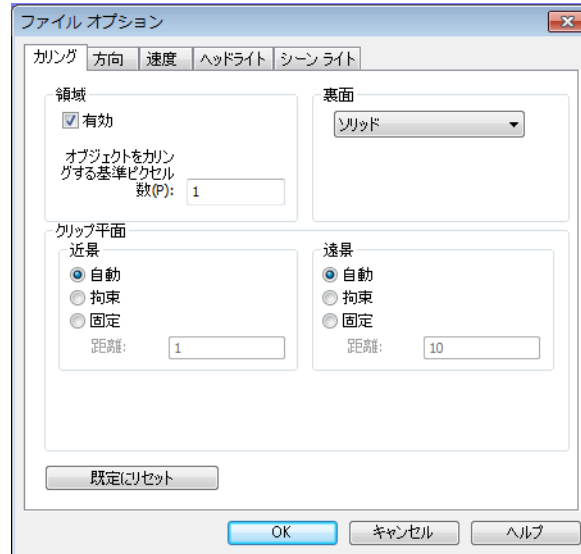 ファイル オプション
カリング 方向 速度 ヘッドライト シーン ライト
領域
有効
オブジェクトをカリン
グする基準ピクセル
数(P): 1
裏面
ソリッド
クリップ平面
近景
自動
拘束
固定
距離: 1
遠景
自動
拘束
固定
距離: 10
既定にリセット
OK キャンセル ヘルプ